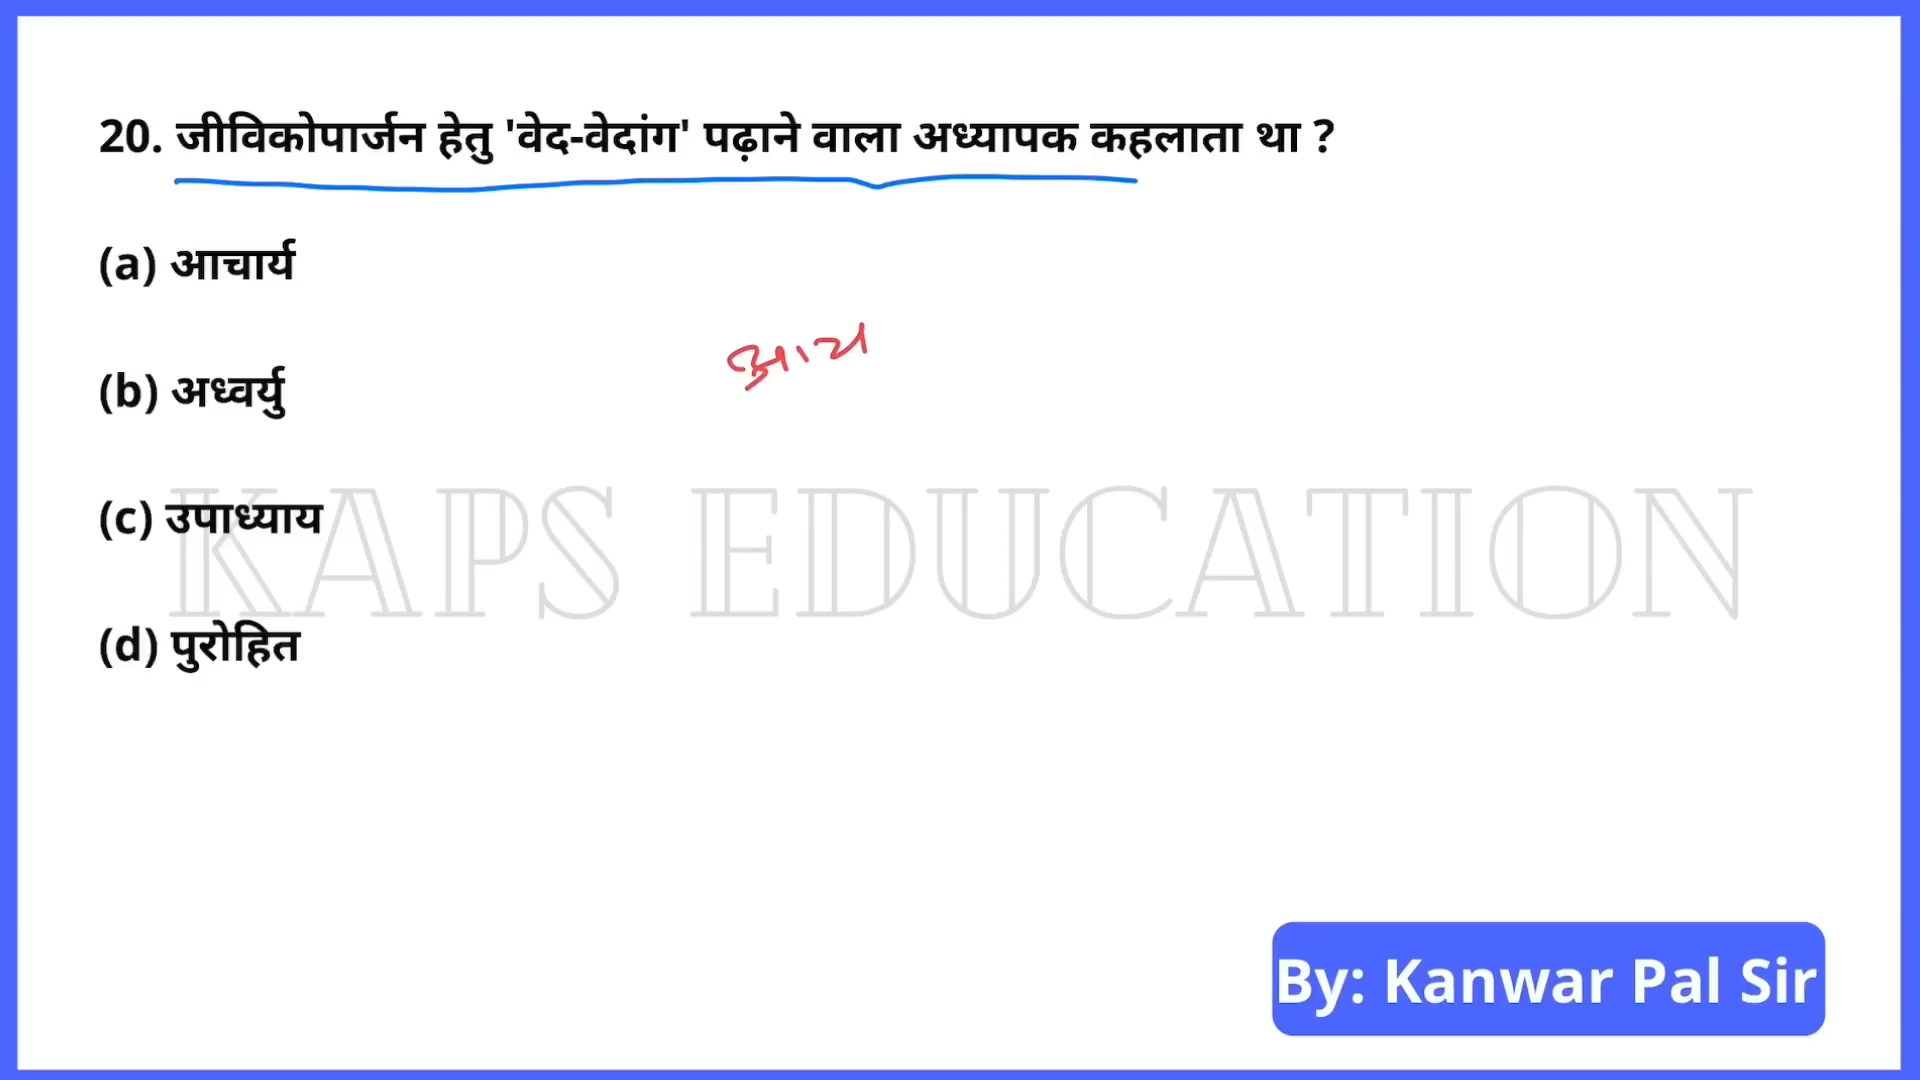 20. जीविकोपार्जन हेतु 'वेद-वेदांग' पढ़ाने वाला अध्यापक कहलाता था ?
(a) आचार्य
(b) अध्वर्यु
(c) उपाध्याय
(d) पुरोहित
KAPS EDUCATION
By: Kanwar Pal Sir